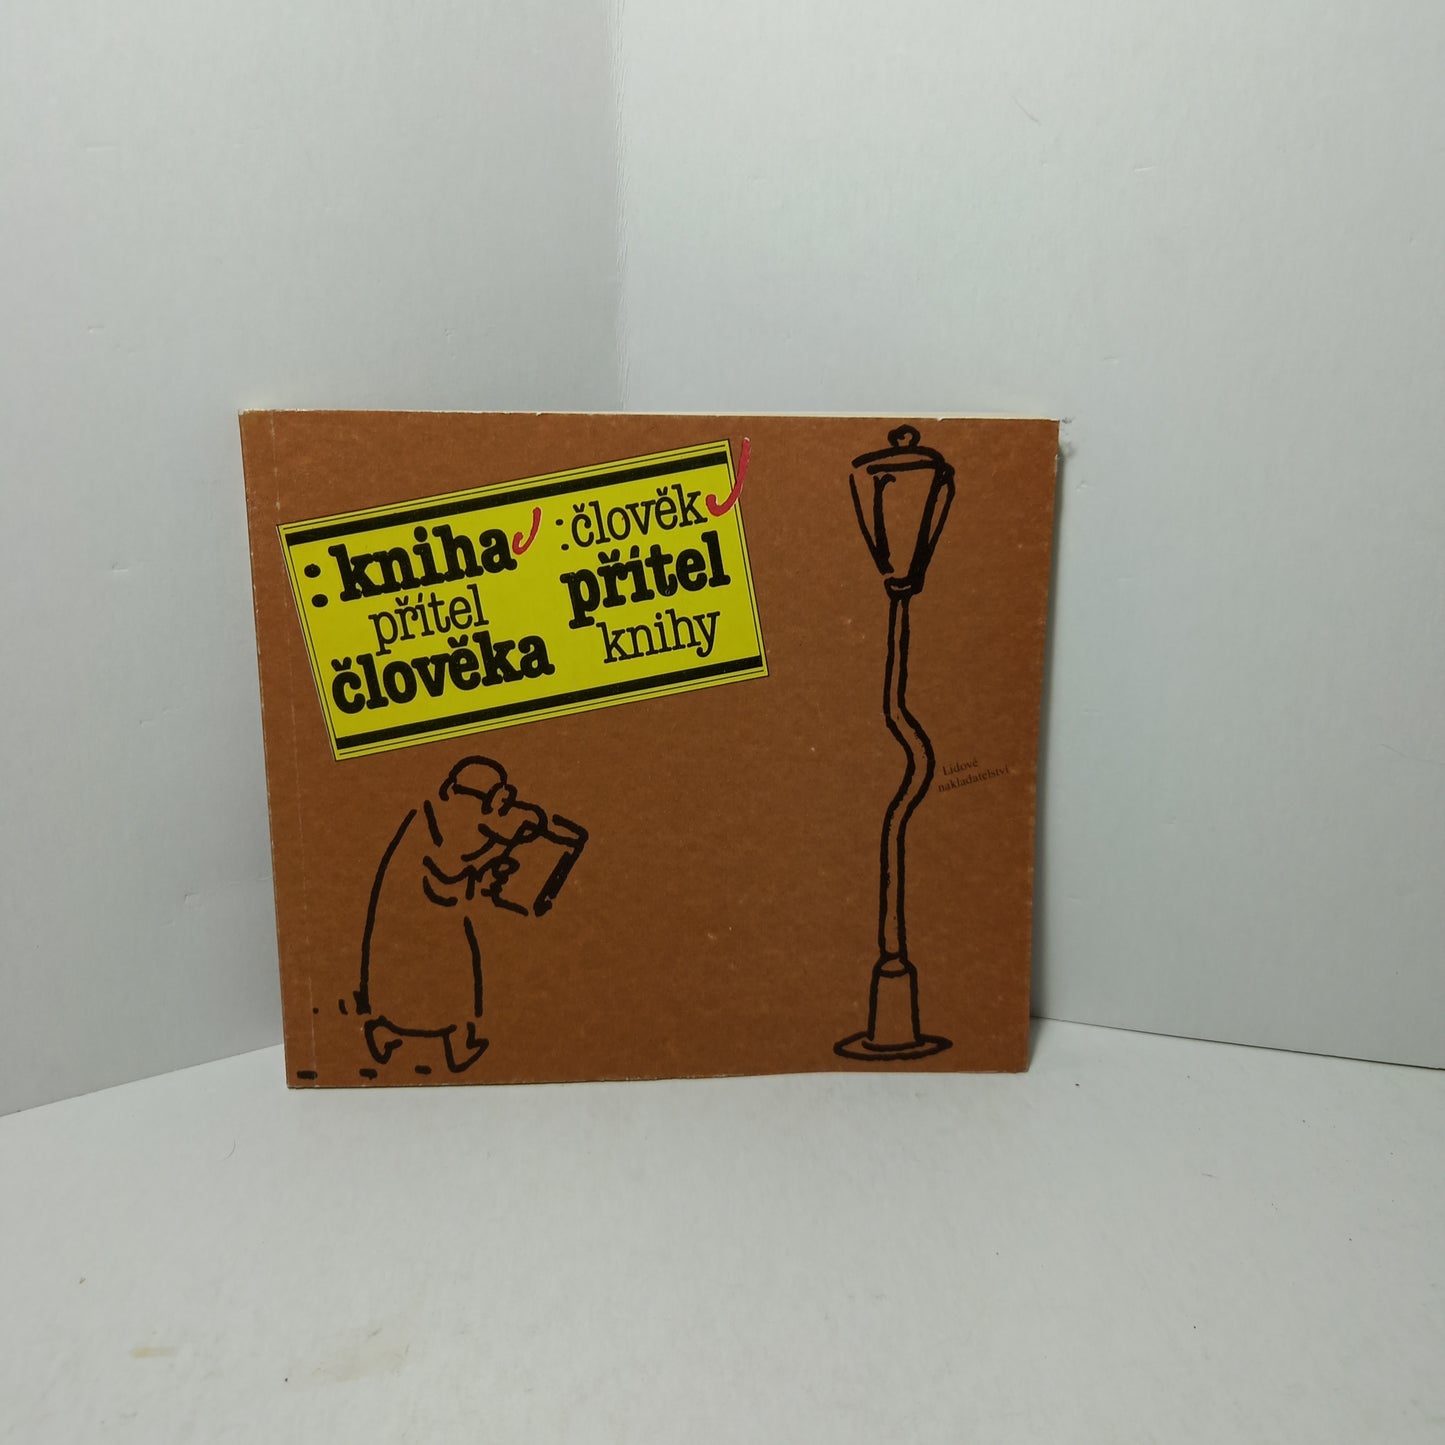 :kniha
přítel
člověka
:člověk
přítel
knihy
Lidové
nakladatelství